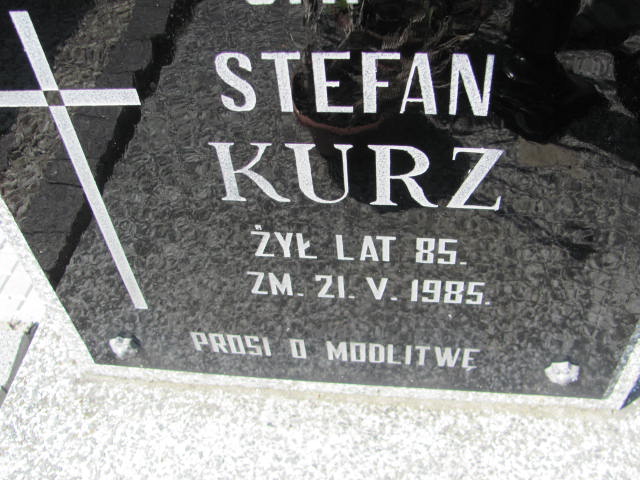 STEFAN
KURZ
ŻYŁ LAT 85.
ZM. 21. V. 1985.
PROSI O MODLITWĘ